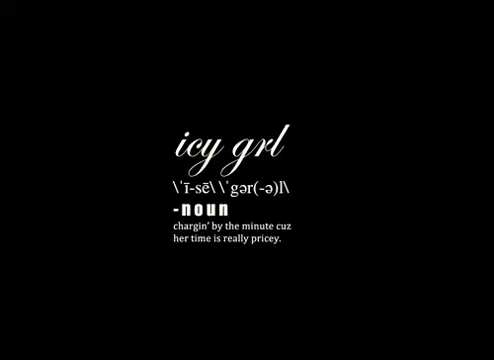 icy grl
\ˈī-sē\ \ˈgər(-ə)l\
-noun
chargin' by the minute cuz
her time is really pricey.